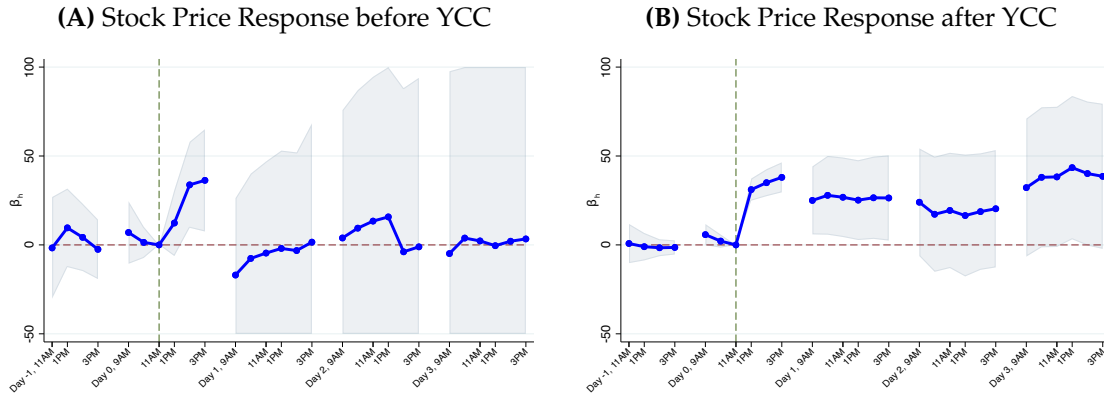 (A) Stock Price Response before YCC
100
50
0
-50
βh
Day -1, 11AM
1PM
3PM
Day 0, 9AM
11AM
1PM
3PM
Day 1, 9AM
11AM
1PM
3PM
Day 2, 9AM
11AM
1PM
3PM
Day 3, 9AM
11AM
1PM
3PM
(B) Stock Price Response after YCC
100
50
0
-50
βh
Day -1, 11AM
1PM
3PM
Day 0, 9AM
11AM
1PM
3PM
Day 1, 9AM
11AM
1PM
3PM
Day 2, 9AM
11AM
1PM
3PM
Day 3, 9AM
11AM
1PM
3PM